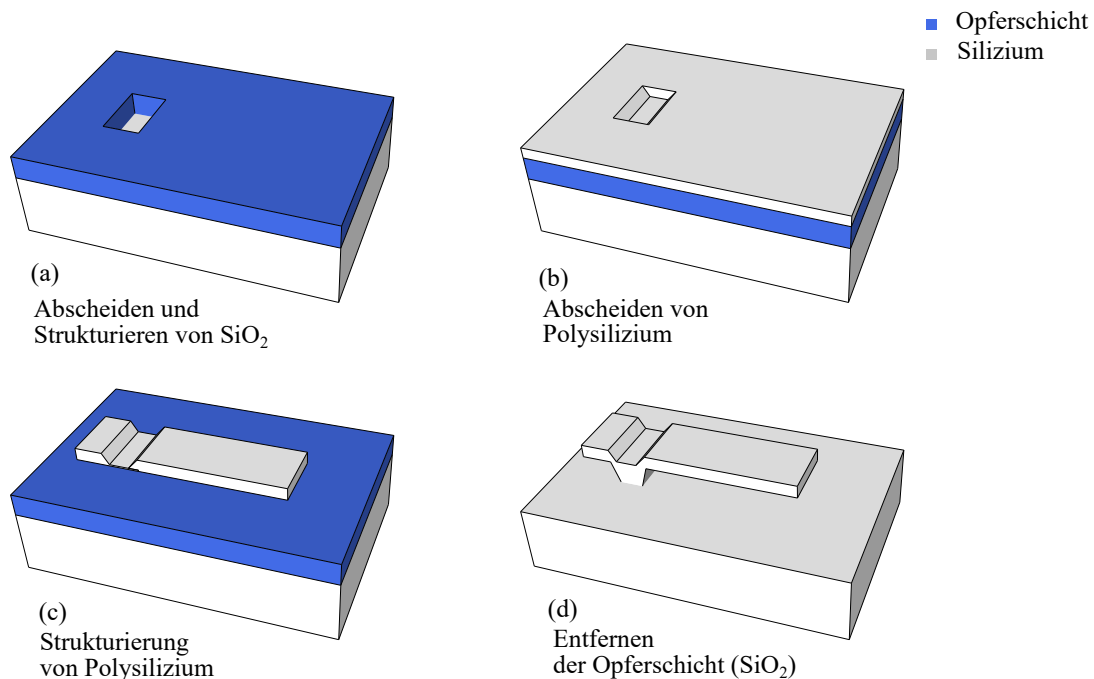 Opferschicht
Silizium
(a)
Abscheiden und
Strukturieren von SiO₂
(b)
Abscheiden von
Polysilizium
(c)
Strukturierung
von Polysilizium
(d)
Entfernen
der Opferschicht (SiO₂)